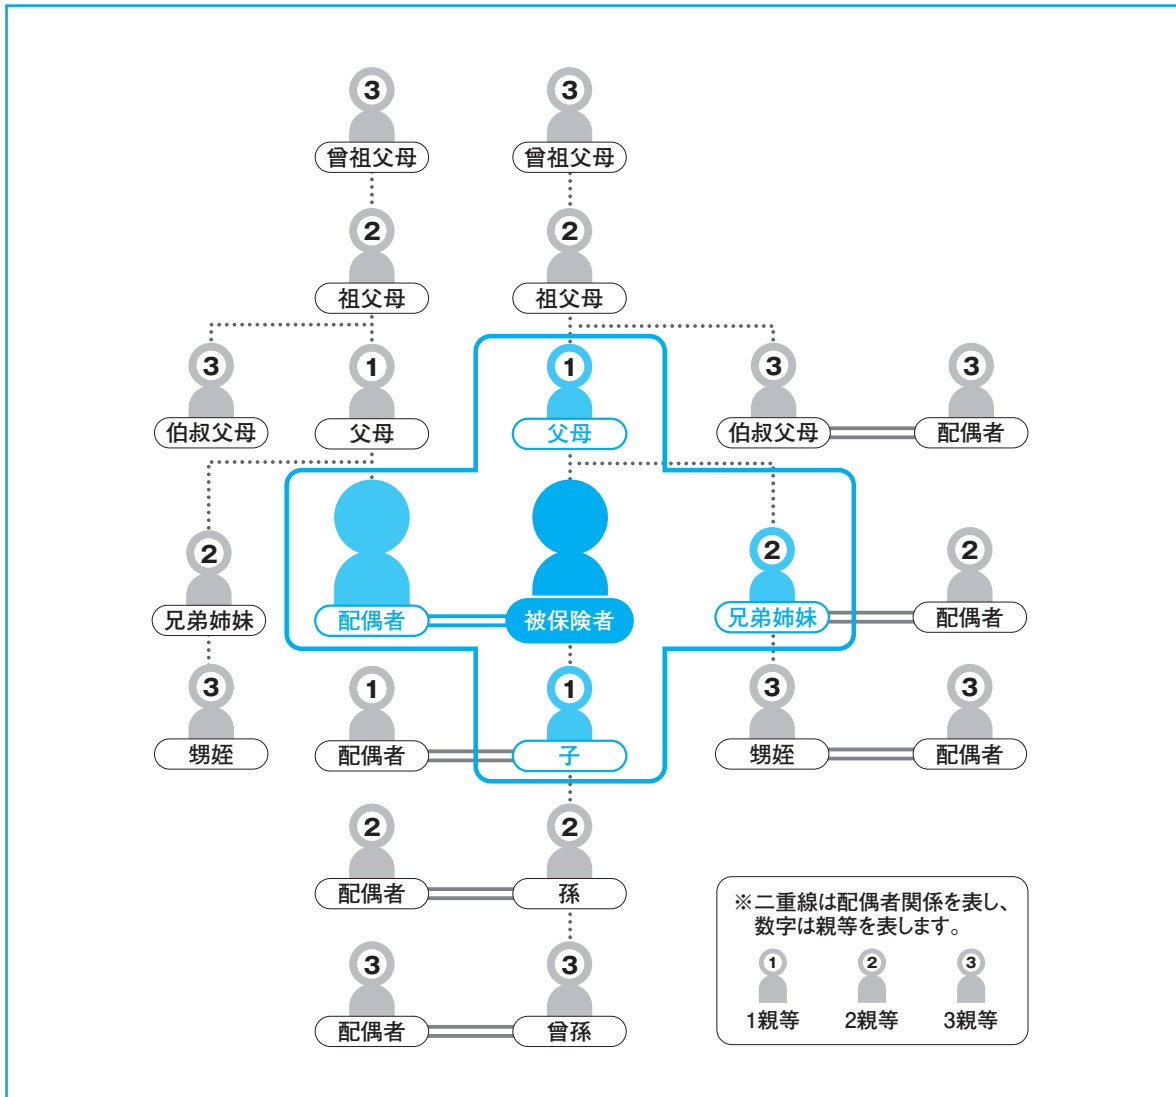 3 3
曾祖父母 曾祖父母
2 2
祖父母 祖父母
3 1 1 3 3
伯叔父母 父母 父母 伯叔父母 配偶者
2 2 2
兄弟姉妹 配偶者 被保険者 兄弟姉妹 配偶者
3 1 1 3 3
甥姪 配偶者 子 甥姪 配偶者
2 2
配偶者 孫
3 3
配偶者 曾孫
※二重線は配偶者関係を表し、
数字は親等を表します。
1 2 3
1親等 2親等 3親等